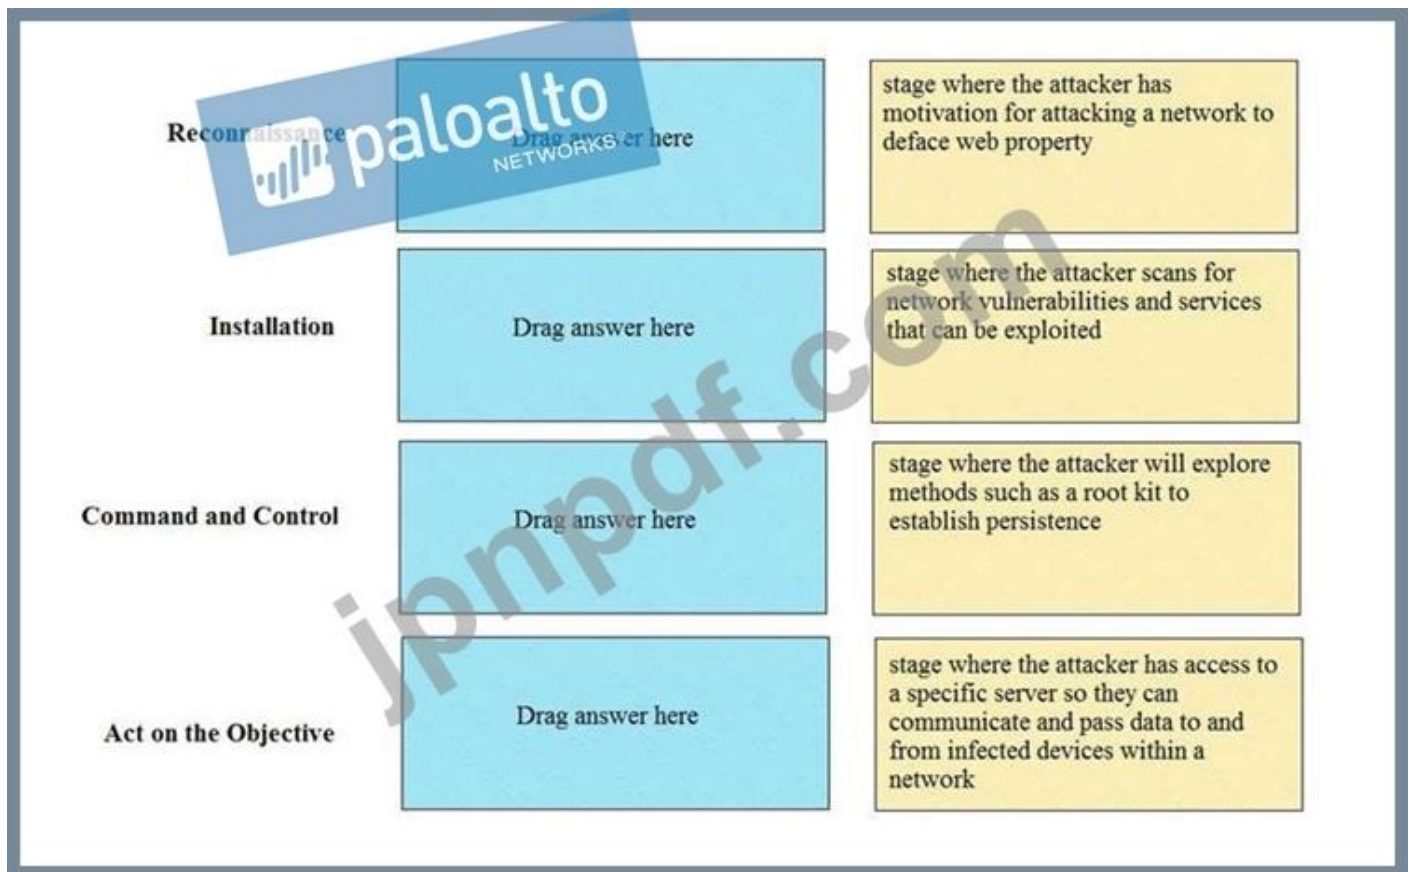 Reconnaissance
paloalto
NETWORKS
Drag answer here
stage where the attacker has
motivation for attacking a network to
deface web property
Installation
Drag answer here
stage where the attacker scans for
network vulnerabilities and services
that can be exploited
Command and Control
Drag answer here
stage where the attacker will explore
methods such as a root kit to
establish persistence
Act on the Objective
Drag answer here
stage where the attacker has access to
a specific server so they can
communicate and pass data to and
from infected devices within a
network
jpnpdf.com